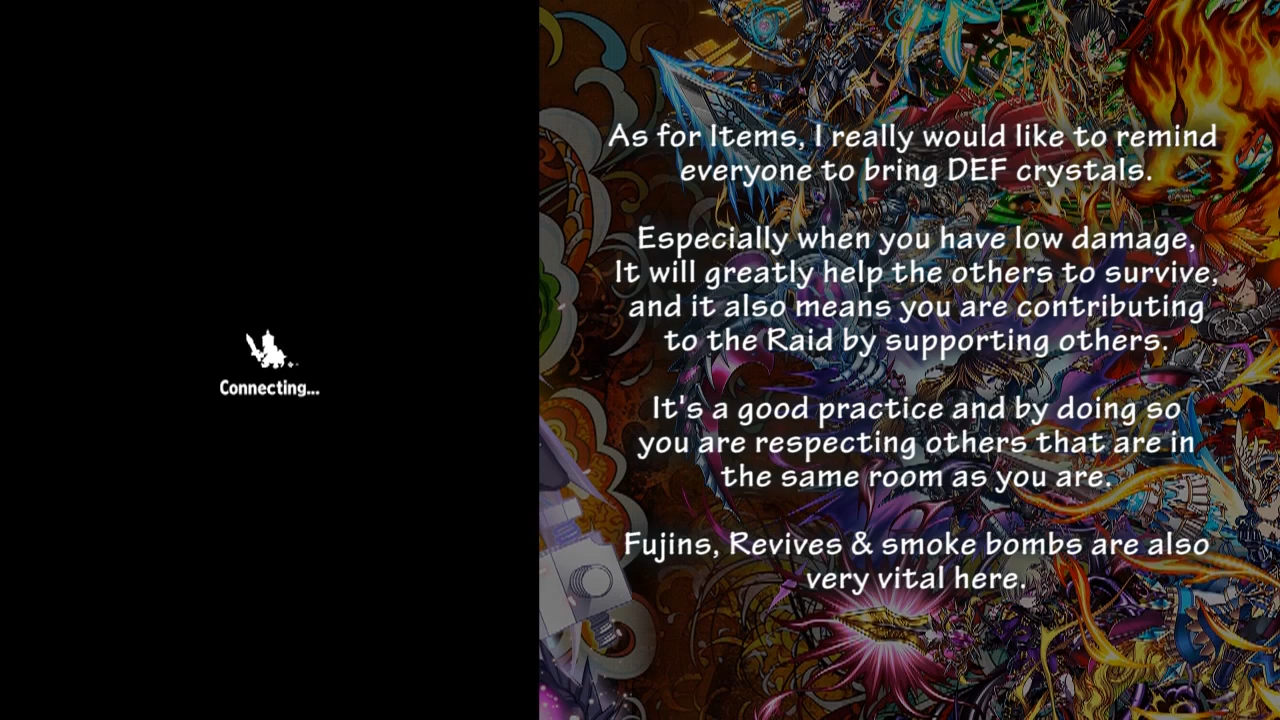 Connecting...
As for Items, I really would like to remind
everyone to bring DEF crystals.
Especially when you have low damage,
It will greatly help the others to survive,
and it also means you are contributing
to the Raid by supporting others.
It's a good practice and by doing so
you are respecting others that are in
the same room as you are.
Fujins, Revives & smoke bombs are also
very vital here.